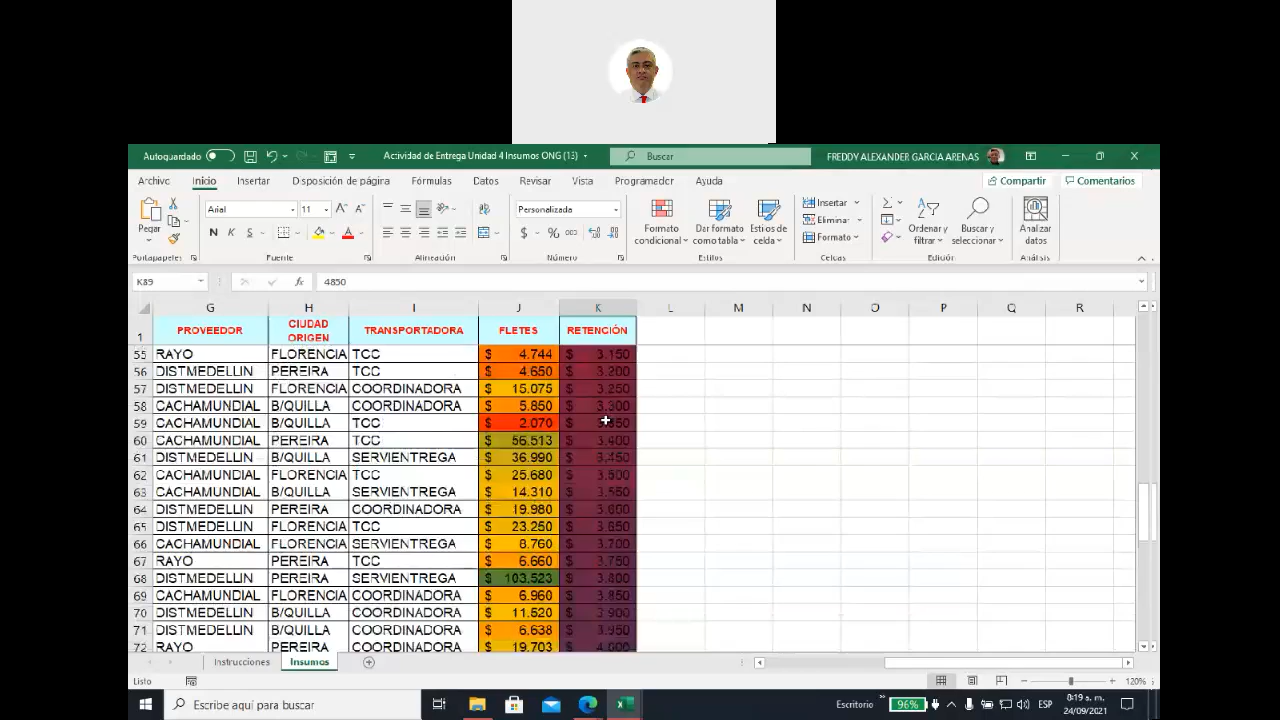 Autoguardado
Actividad de Entrega Unidad 4 Insumos ONG (13)
Buscar
FREDDY ALEXANDER GARCIA ARENAS
Archivo Inicio Insertar Disposición de página Fórmulas Datos Revisar Vista Programador Ayuda Compartir Comentarios
Pegar
Arial 11
N K S
Personalizada
$ % 000
Formato condicional
Dar formato como tabla
Estilos de celda
Insertar
Eliminar
Formato
Ordenar y filtrar
Buscar y seleccionar
Analizar datos
Portapapeles Fuente Alineación Número Estilos Celdas Edición Análisis
K89 fx 4850
G H I J K L M N O P Q R
1 PROVEEDOR CIUDAD ORIGEN TRANSPORTADORA FLETES RETENCIÓN
55 RAYO FLORENCIA TCC $ 4.744 $ 3.150
56 DISTMEDELLIN PEREIRA TCC $ 4.650 $ 3.200
57 DISTMEDELLIN FLORENCIA COORDINADORA $ 15.075 $ 3.250
58 CACHAMUNDIAL B/QUILLA COORDINADORA $ 5.850 $ 3.300
59 CACHAMUNDIAL B/QUILLA TCC $ 2.070 $
60 CACHAMUNDIAL PEREIRA TCC $ 56.513 $ 3.400
61 DISTMEDELLIN B/QUILLA SERVIENTREGA $ 36.990 $ 3.450
62 CACHAMUNDIAL FLORENCIA TCC $ 25.680 $ 3.500
63 CACHAMUNDIAL B/QUILLA SERVIENTREGA $ 14.310 $ 3.550
64 DISTMEDELLIN PEREIRA COORDINADORA $ 19.980 $ 3.600
65 DISTMEDELLIN FLORENCIA TCC $ 23.250 $ 3.650
66 CACHAMUNDIAL FLORENCIA SERVIENTREGA $ 8.760 $ 3.700
67 RAYO PEREIRA TCC $ 6.660 $ 3.750
68 DISTMEDELLIN PEREIRA SERVIENTREGA $ 103.523 $ 3.800
69 CACHAMUNDIAL FLORENCIA COORDINADORA $ 6.960 $ 3.850
70 DISTMEDELLIN B/QUILLA COORDINADORA $ 11.520 $ 3.900
71 DISTMEDELLIN B/QUILLA COORDINADORA $ 6.638 $ 3.950
72 RAYO PEREIRA COORDINADORA $ 19.703 $ 4.000
Instrucciones Insumos
Listo 120%
Escribe aquí para buscar
Escritorio 96% ESP
8:19 a. m.
24/09/2021